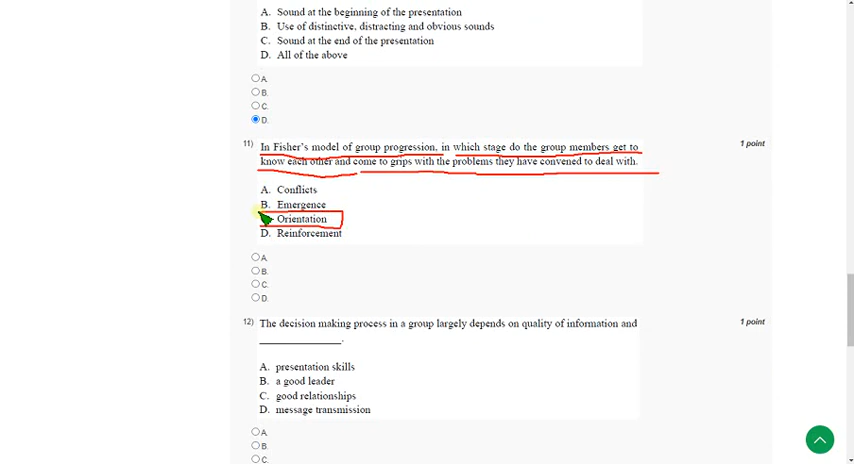 A. Sound at the beginning of the presentation
B. Use of distinctive, distracting and obvious sounds
C. Sound at the end of the presentation
D. All of the above
A.
B.
C.
D.
11) In Fisher's model of group progression, in which stage do the group members get to 1 point
know each other and come to grips with the problems they have convened to deal with.
A. Conflicts
B. Emergence
Orientation
D. Reinforcement
A.
B.
C.
D.
12) The decision making process in a group largely depends on quality of information and 1 point
_______________.
A. presentation skills
B. a good leader
C. good relationships
D. message transmission
A.
B.
C.